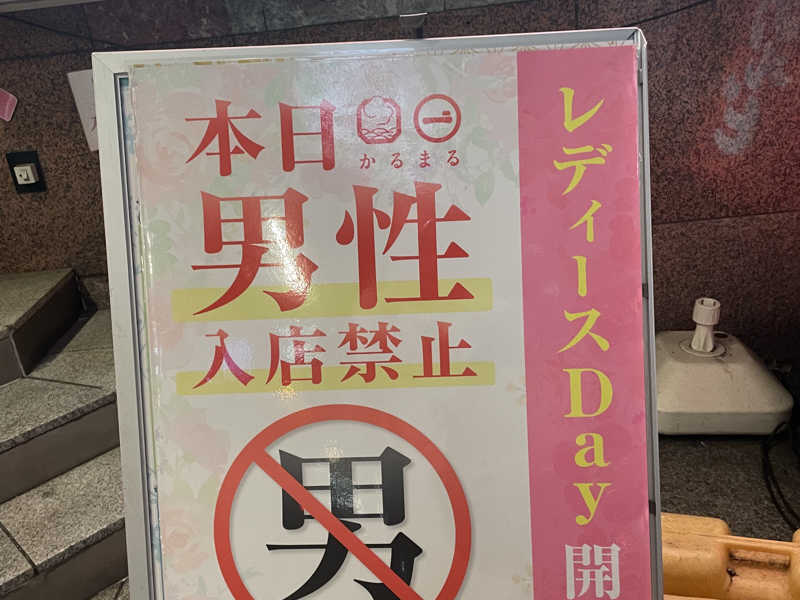 本日
かるまる
男性
入店禁止
男
レディースDay開